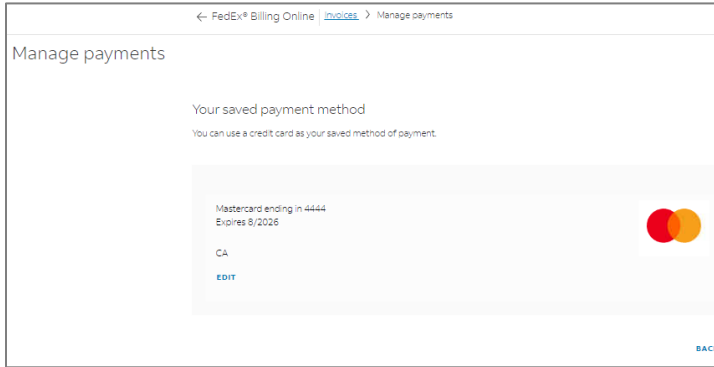 ← FedEx® Billing Online | Invoices > Manage payments
Manage payments
Your saved payment method
You can use a credit card as your saved method of payment.
Mastercard ending in 4444
Expires 8/2026
CA
EDIT